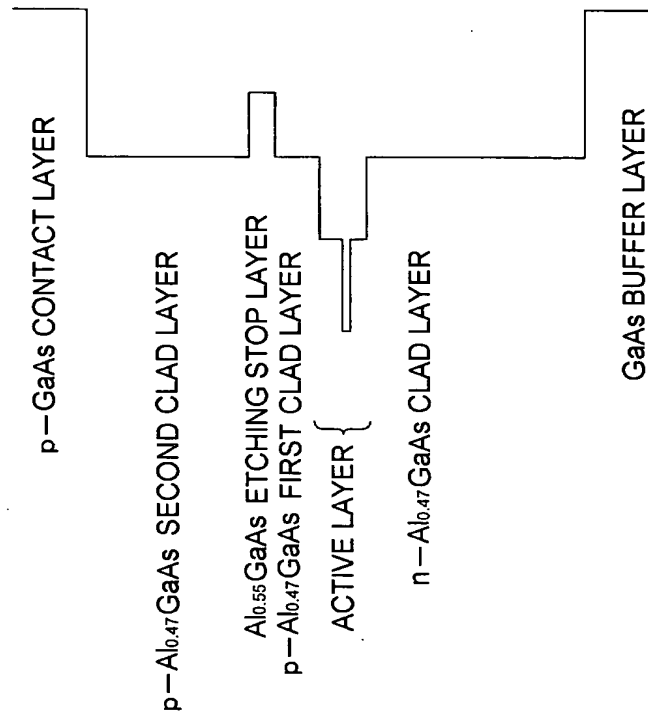 p-GaAs CONTACT LAYER
p-Al0.47GaAs SECOND CLAD LAYER
Al0.55GaAs ETCHING STOP LAYER
p-Al0.47GaAs FIRST CLAD LAYER
ACTIVE LAYER
n-Al0.47GaAs CLAD LAYER
GaAs BUFFER LAYER